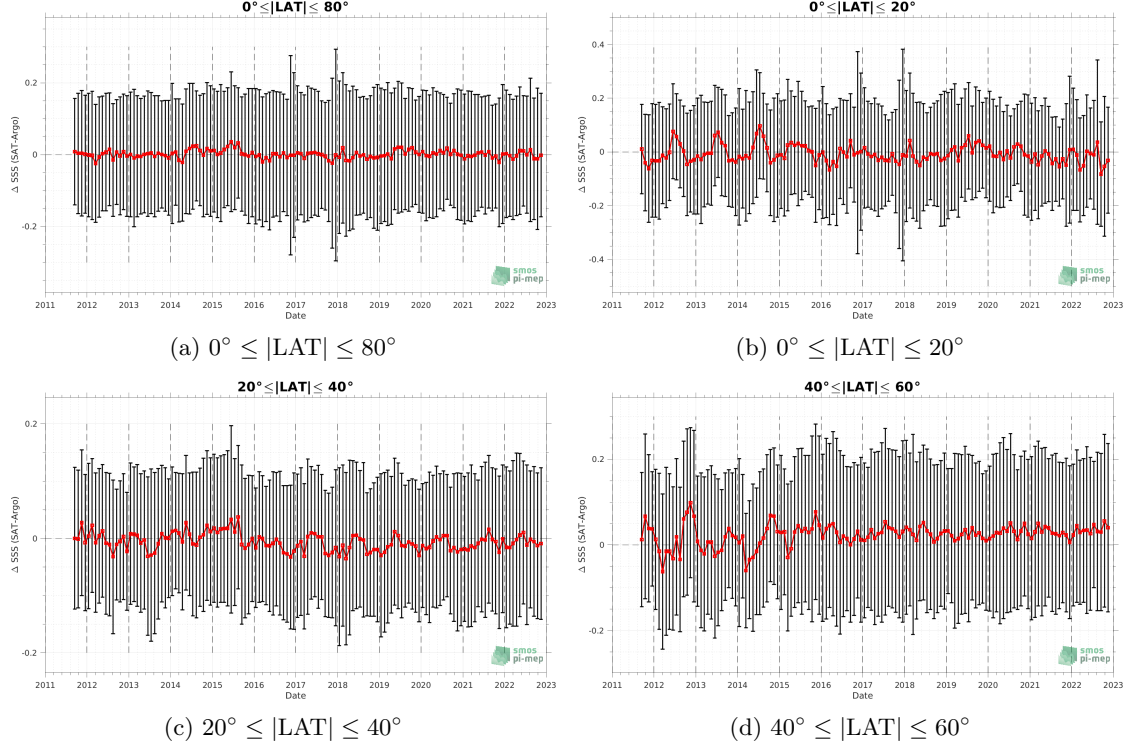 0°≤|LAT|≤ 80°
Δ SSS (SAT-Argo)
0.2
0
-0.2
smos
pi-mep
2011 2012 2013 2014 2015 2016 2017 2018 2019 2020 2021 2022 2023
Date
(a) 0° ≤ |LAT| ≤ 80°
0°≤|LAT|≤ 20°
Δ SSS (SAT-Argo)
0.4
0.2
0
-0.2
-0.4
smos
pi-mep
2011 2012 2013 2014 2015 2016 2017 2018 2019 2020 2021 2022 2023
Date
(b) 0° ≤ |LAT| ≤ 20°
20°≤|LAT|≤ 40°
Δ SSS (SAT-Argo)
0.2
0
-0.2
smos
pi-mep
2011 2012 2013 2014 2015 2016 2017 2018 2019 2020 2021 2022 2023
Date
(c) 20° ≤ |LAT| ≤ 40°
40°≤|LAT|≤ 60°
Δ SSS (SAT-Argo)
0.2
0
-0.2
smos
pi-mep
2011 2012 2013 2014 2015 2016 2017 2018 2019 2020 2021 2022 2023
Date
(d) 40° ≤ |LAT| ≤ 60°